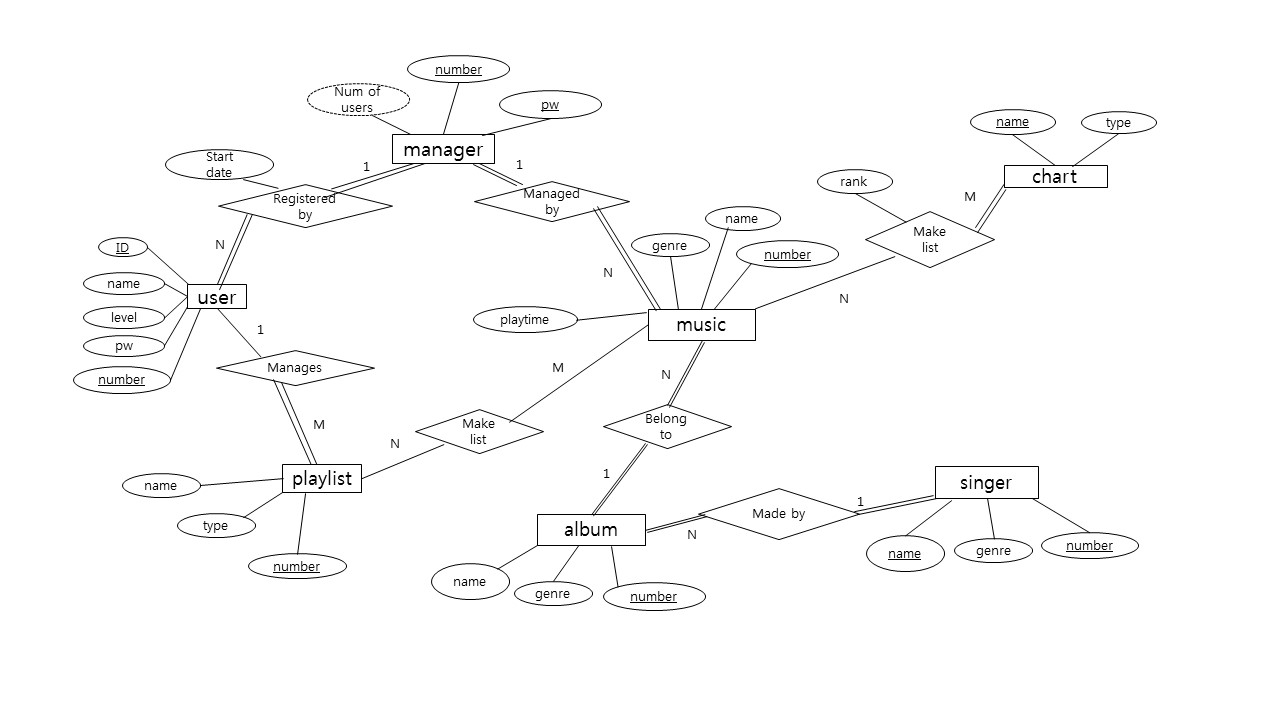 number
Num of
users
pw
manager
name
type
chart
Start
date
1
1
Registered
by
Managed
by
rank
M
Make
list
N
ID
name
level
pw
number
user
name
genre
number
N
N
playtime
music
1
Manages
M
M
N
Make
list
N
Belong
to
1
playlist
name
type
number
album
N
Made by
1
singer
name
genre
number
name
genre
number